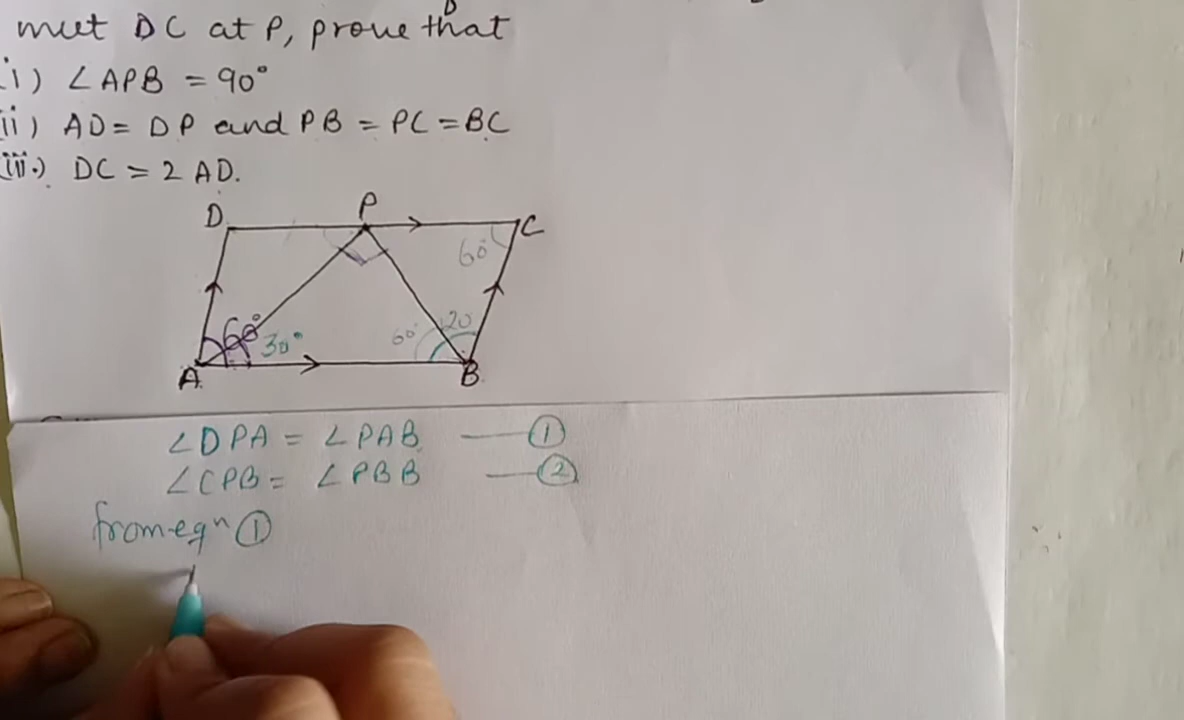 meet DC at P, prove that
(i) ∠APB = 90°
(ii) AD = DP and PB = PC = BC
(iii.) DC = 2 AD.
D P C
60°
60° 60° 120
30°
A. B
∠DPA = ∠PAB —— ①
∠CPB = ∠PBB —— ②
from eqⁿ ①